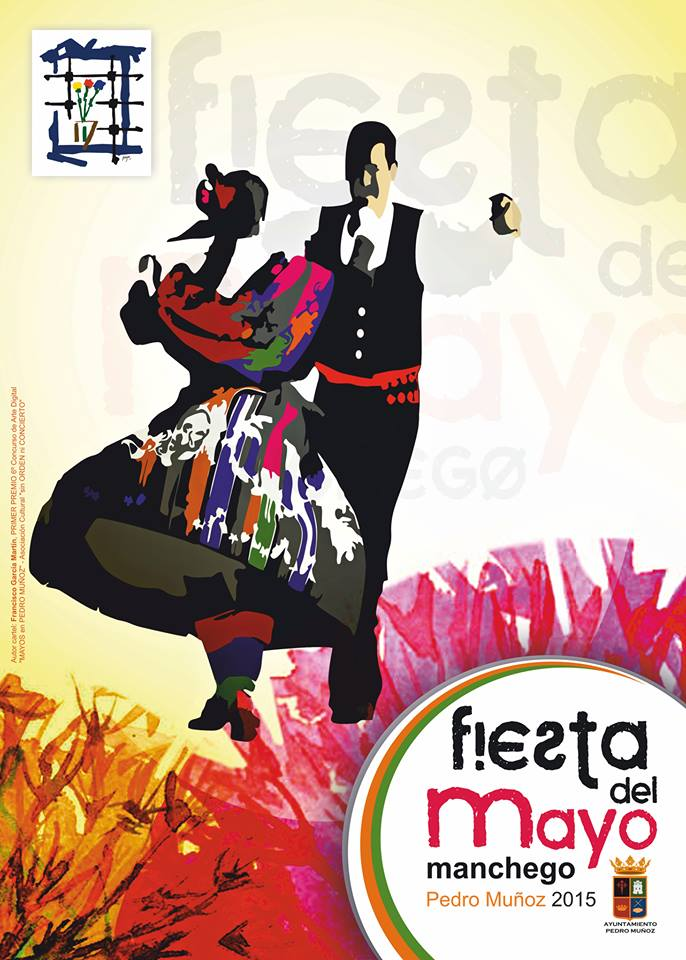 fiesta
de
mayo
EGO
Autor cartel: Francisco García Martín. PRIMER PREMIO 6º Concurso de Arte Digital
"MAYOS en PEDRO MUÑOZ" - Asociación Cultural "sin ORDEN ni CONCIERTO"
fiesta
del
mayo
manchego
Pedro Muñoz 2015
AYUNTAMIENTO
PEDRO MUÑOZ